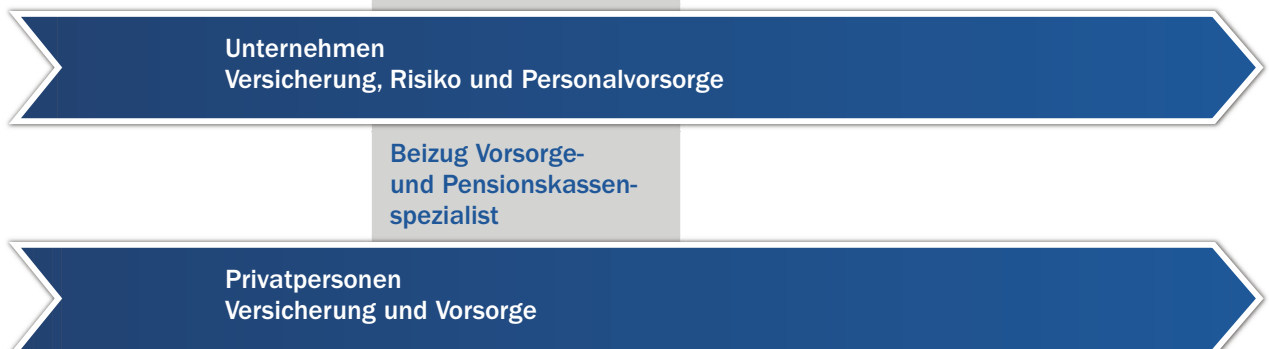 Unternehmen
Versicherung, Risiko und Personalvorsorge
Beizug Vorsorge-
und Pensionskassen-
spezialist
Privatpersonen
Versicherung und Vorsorge